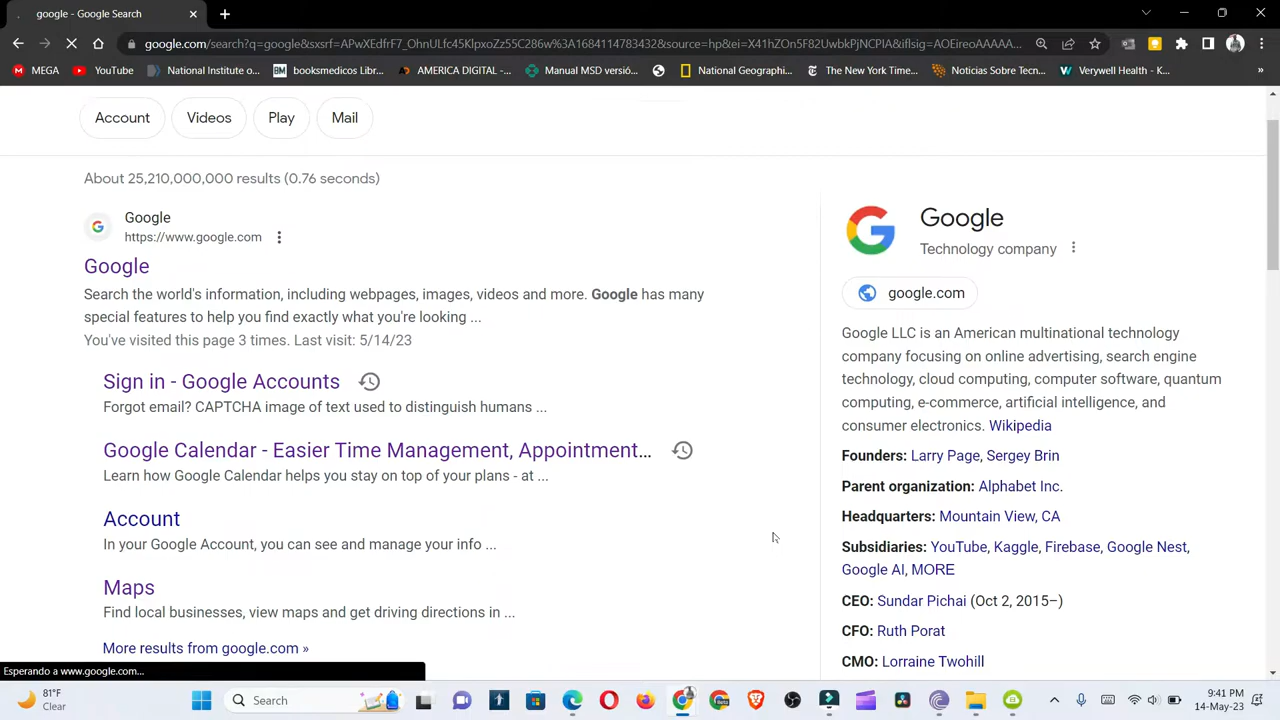 google - Google Search
google.com/search?q=google&sxsrf=APwXEdfrF7_OhnULfc45KlpxoZz55C286w%3A1684114783432&source=hp&ei=X41hZOn5F82UwbkPjNCPIA&iflsig=AOEireoAAAAA...
MEGA
YouTube
National Institute o...
booksmedicos Libr...
AMERICA DIGITAL -...
Manual MSD versió...
National Geographi...
The New York Time...
Noticias Sobre Tecn...
Verywell Health - K...
»
Account
Videos
Play
Mail
About 25,210,000,000 results (0.76 seconds)
Google
https://www.google.com
Google
Search the world's information, including webpages, images, videos and more. Google has many
special features to help you find exactly what you're looking ...
You've visited this page 3 times. Last visit: 5/14/23
Sign in - Google Accounts
Forgot email? CAPTCHA image of text used to distinguish humans ...
Google Calendar - Easier Time Management, Appointment...
Learn how Google Calendar helps you stay on top of your plans - at ...
Account
In your Google Account, you can see and manage your info ...
Maps
Find local businesses, view maps and get driving directions in ...
More results from google.com »
Google
Technology company
google.com
Google LLC is an American multinational technology
company focusing on online advertising, search engine
technology, cloud computing, computer software, quantum
computing, e-commerce, artificial intelligence, and
consumer electronics. Wikipedia
Founders: Larry Page, Sergey Brin
Parent organization: Alphabet Inc.
Headquarters: Mountain View, CA
Subsidiaries: YouTube, Kaggle, Firebase, Google Nest,
Google AI, MORE
CEO: Sundar Pichai (Oct 2, 2015–)
CFO: Ruth Porat
CMO: Lorraine Twohill
Esperando a www.google.com...
81°F
Clear
Search
9:41 PM
14-May-23